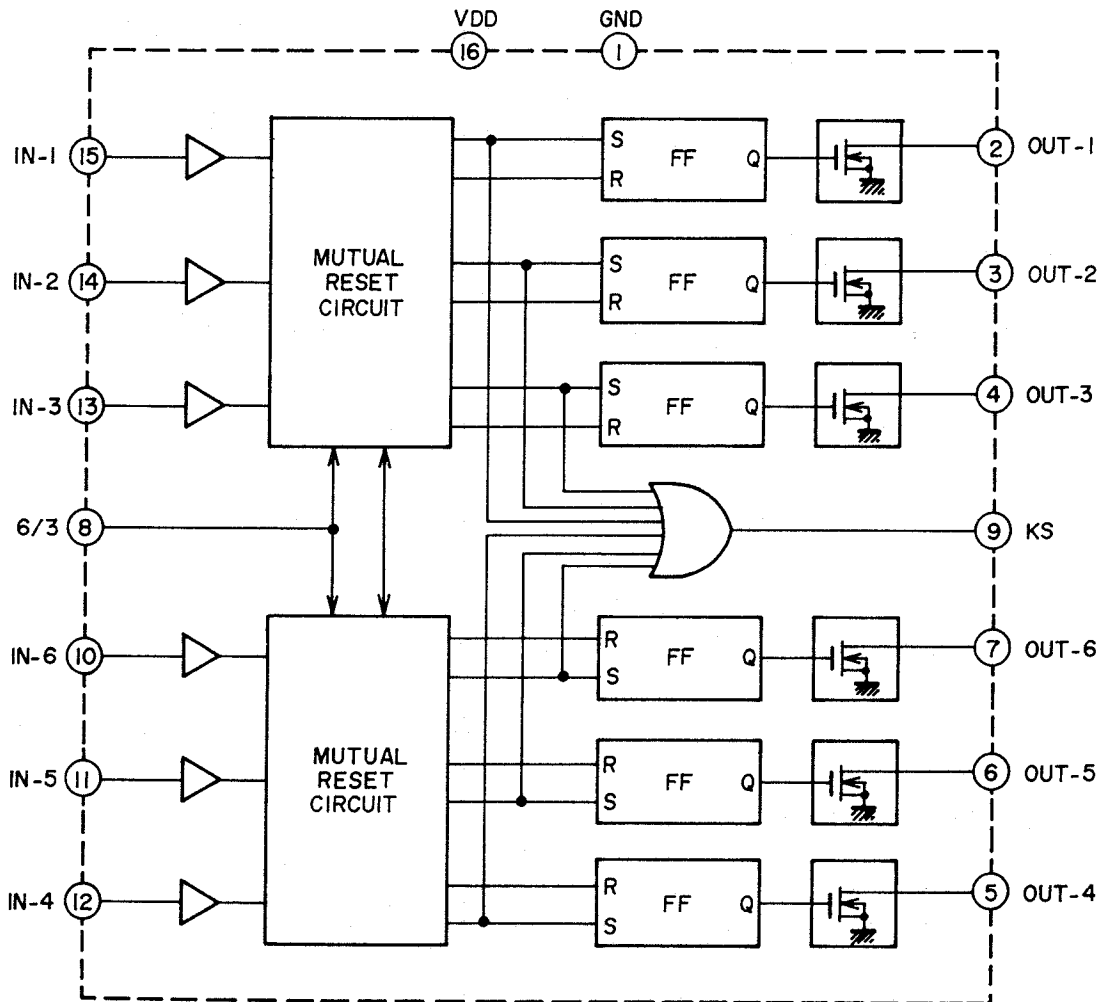 VDD GND
16 1
IN-1 15 S FF Q 2 OUT-1
R
IN-2 14 MUTUAL RESET CIRCUIT S FF Q 3 OUT-2
R
IN-3 13 S FF Q 4 OUT-3
R
6/3 8 9 KS
IN-6 10 R FF Q 7 OUT-6
S
IN-5 11 MUTUAL RESET CIRCUIT R FF Q 6 OUT-5
S
IN-4 12 R FF Q 5 OUT-4
S